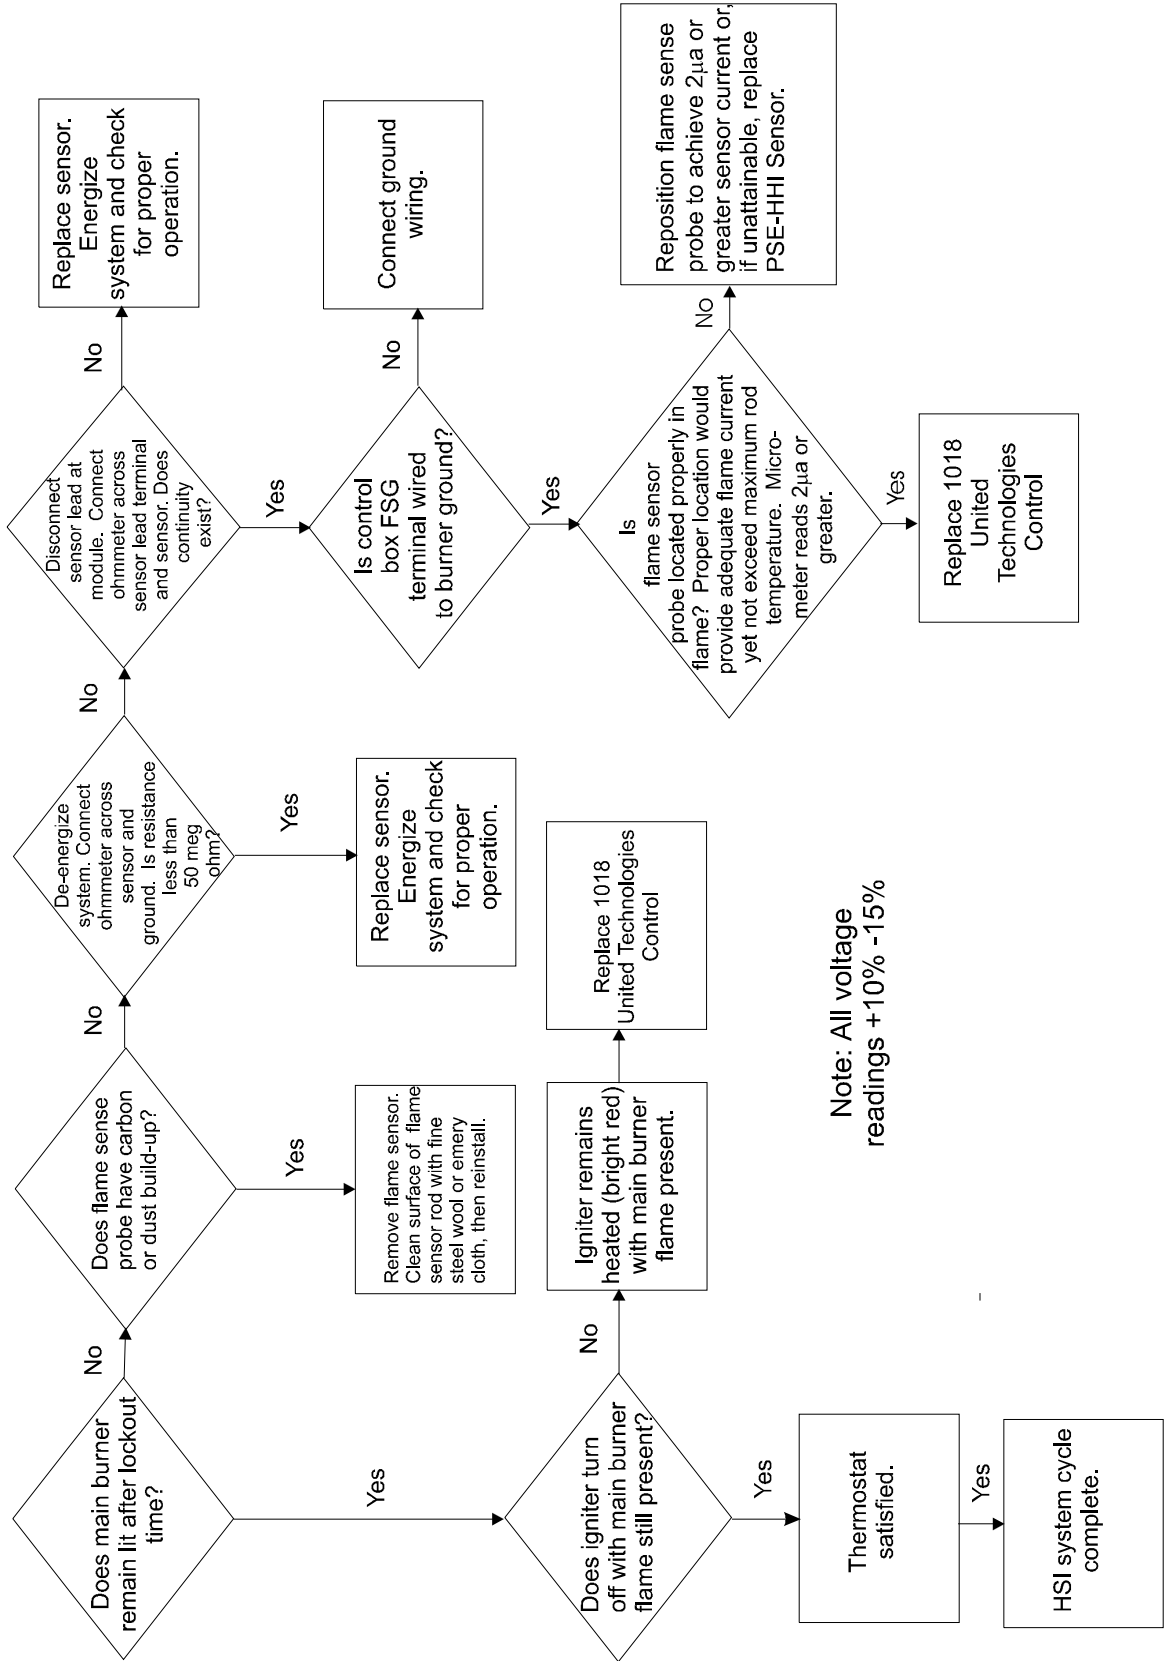 Does main burner
remain lit after lockout
time?
No
Yes
Does flame sense
probe have carbon
or dust build-up?
No
Yes
Remove flame sensor.
Clean surface of flame
sensor rod with fine
steel wool or emery
cloth, then reinstall.
De-energize
system. Connect
ohmmeter across
sensor and
ground. Is resistance
less than
50 meg
ohm?
No
Yes
Replace sensor.
Energize
system and check
for proper
operation.
Disconnect
sensor lead at
module. Connect
ohmmeter across
sensor lead terminal
and sensor. Does
continuity
exist?
No
Replace sensor.
Energize
system and check
for proper
operation.
Yes
Is control
box FSG
terminal wired
to burner ground?
No
Connect ground
wiring.
Yes
Is
flame sensor
probe located properly in
flame? Proper location would
provide adequate flame current
yet not exceed maximum rod
temperature. Micro-
meter reads 2µa or
greater.
No
Reposition flame sense
probe to achieve 2µa or
greater sensor current or,
if unattainable, replace
PSE-HHI Sensor.
Yes
Replace 1018
United
Technologies
Control
Does igniter turn
off with main burner
flame still present?
No
Igniter remains
heated (bright red)
with main burner
flame present.
Replace 1018
United Technologies
Control
Yes
Thermostat
satisfied.
Yes
HSI system cycle
complete.
Note: All voltage
readings +10% -15%